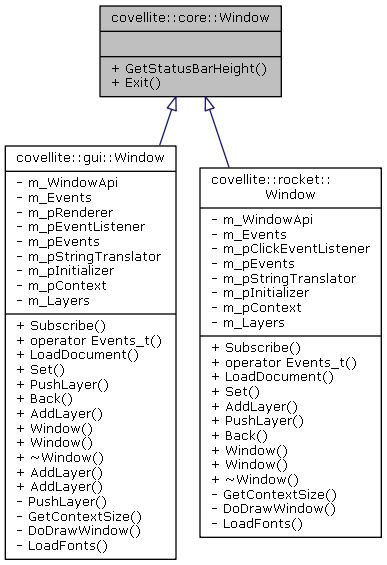 covellite::core::Window
+ GetStatusBarHeight()
+ Exit()
covellite::gui::Window
- m_WindowApi
- m_Events
- m_pRenderer
- m_pEventListener
- m_pEvents
- m_pStringTranslator
- m_pInitializer
- m_pContext
- m_Layers
+ Subscribe()
+ operator Events_t()
+ LoadDocument()
+ Set()
+ PushLayer()
+ Back()
+ AddLayer()
+ Window()
+ Window()
+ ~Window()
+ AddLayer()
+ AddLayer()
- PushLayer()
- GetContextSize()
- DoDrawWindow()
- LoadFonts()
covellite::rocket::
Window
- m_WindowApi
- m_Events
- m_pClickEventListener
- m_pEvents
- m_pStringTranslator
- m_pInitializer
- m_pContext
- m_Layers
+ Subscribe()
+ operator Events_t()
+ LoadDocument()
+ Set()
+ AddLayer()
+ PushLayer()
+ Back()
+ Window()
+ Window()
+ ~Window()
- GetContextSize()
- DoDrawWindow()
- LoadFonts()